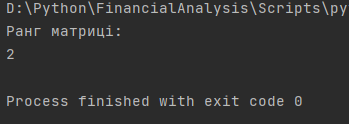 D:\Python\FinancialAnalysis\Scripts\py
Ранг матриці:
2
Process finished with exit code 0